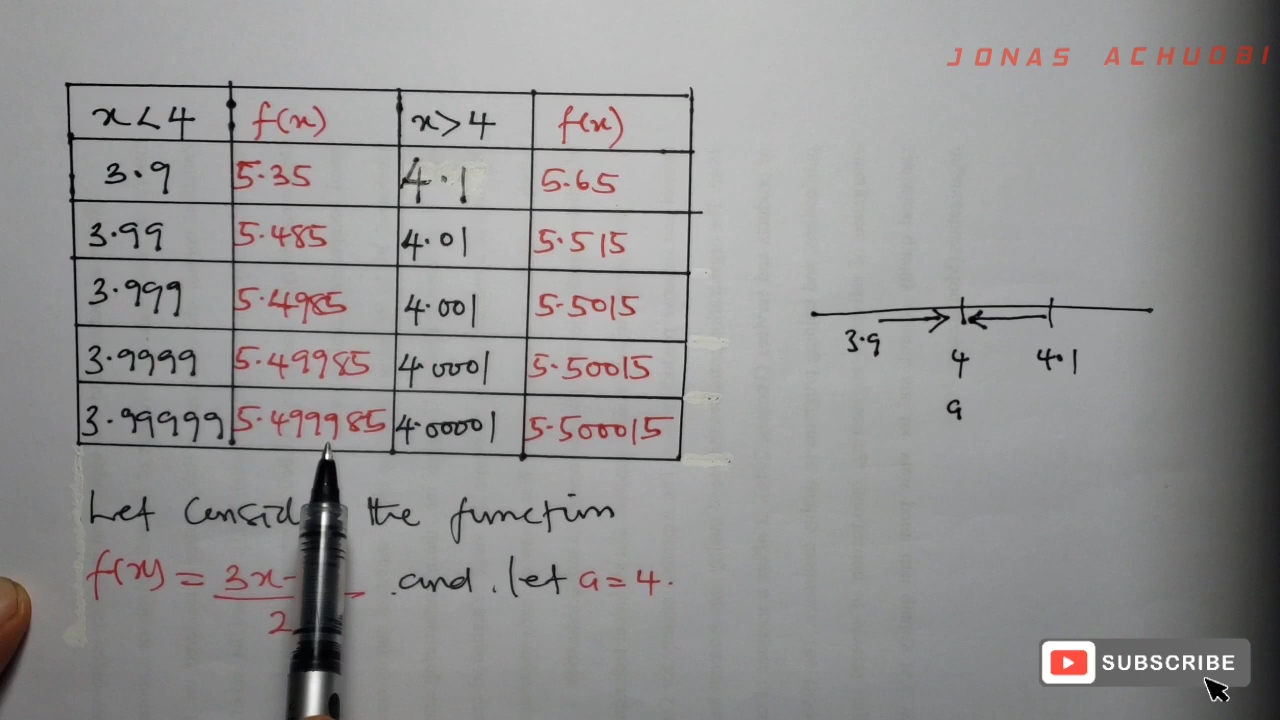 JONAS ACHUOBI
x < 4 f(x) x > 4 f(x)
3.9 5.35 4.1 5.65
3.99 5.485 4.01 5.515
3.999 5.4985 4.001 5.5015
3.9999 5.49985 4.0001 5.50015
3.99999 5.499985 4.00001 5.500015
3.9 4 4.1
a
Let the function
f(x) = 3x- and let a = 4.
2
SUBSCRIBE